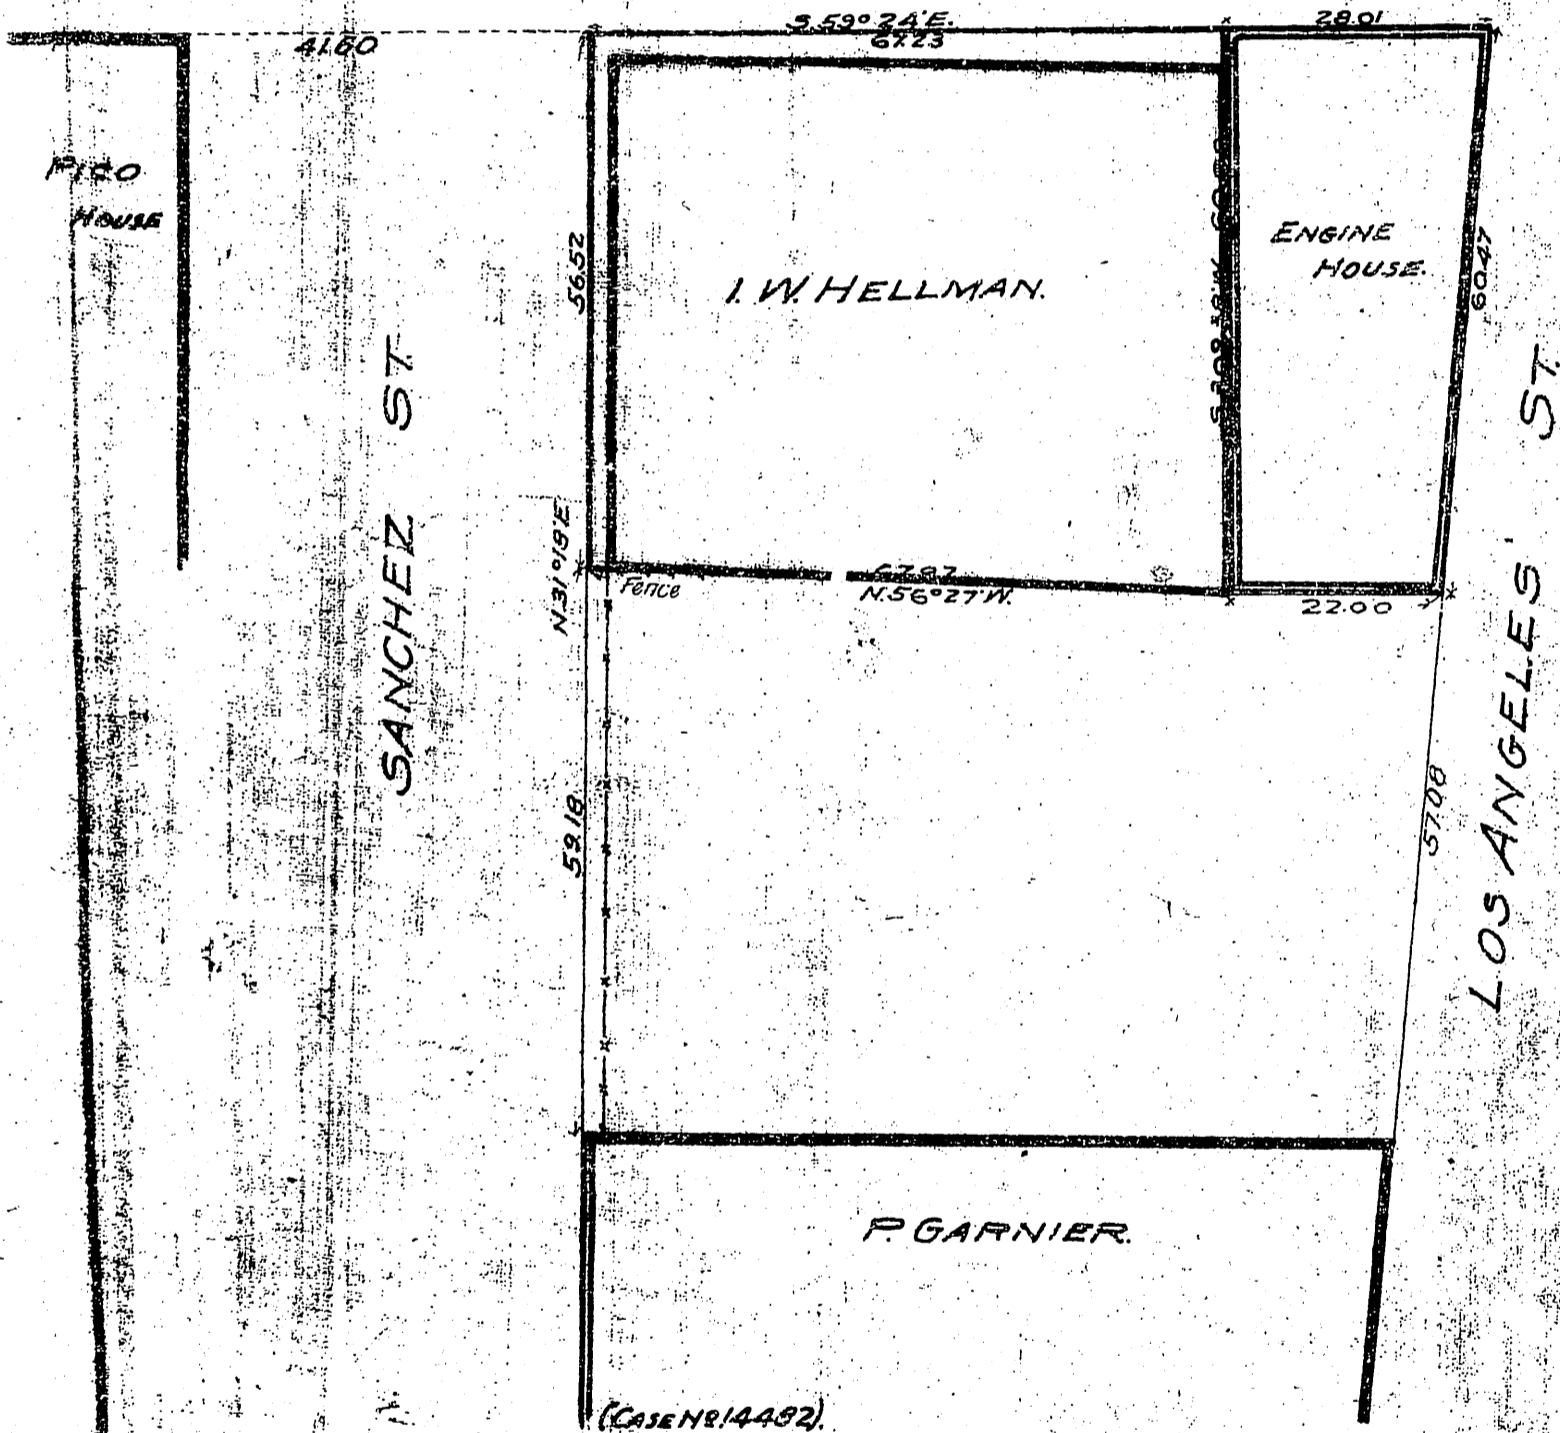 S.59°24'E.
67.23
28.01
41.60
PICO
HOUSE
56.52
I. W. HELLMAN.
ENGINE
HOUSE.
60.47
SANCHEZ ST.
LOS ANGELES ST.
N.31°18'E
Fence
67.87
N.56°27'W.
22.00
59.18
57.08
P. GARNIER.
(CASE Nº 14482).